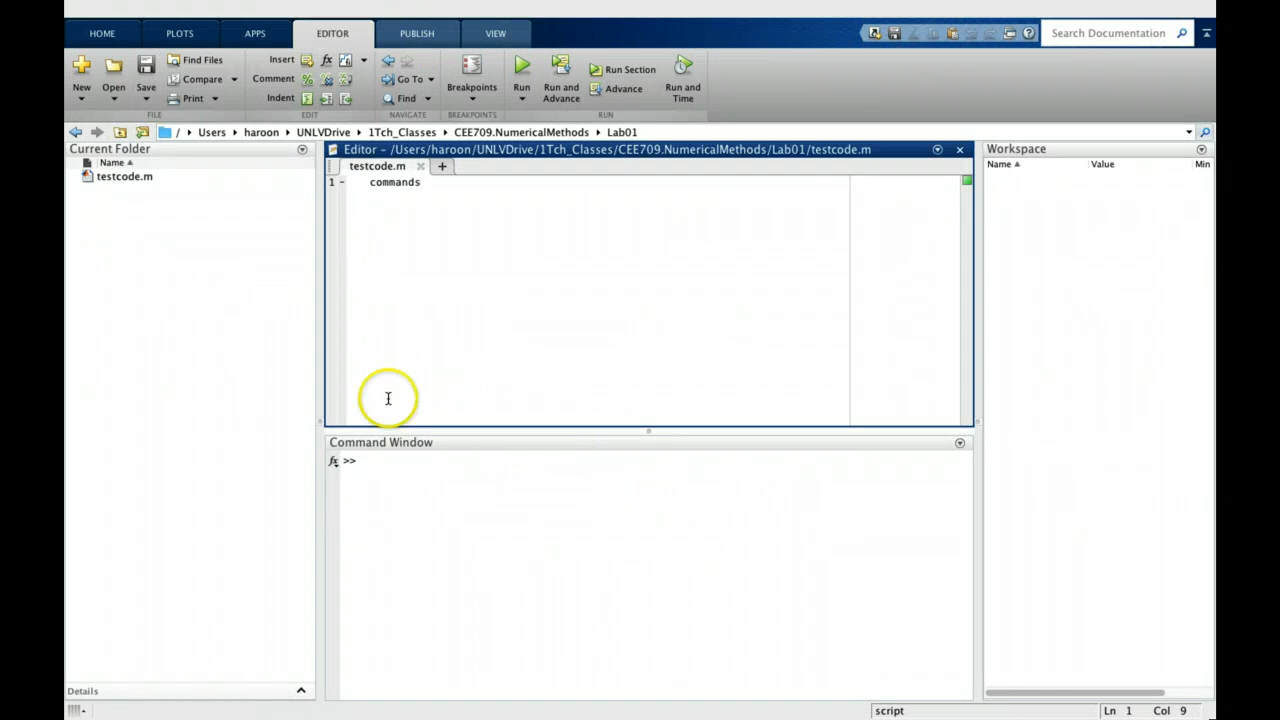 HOME PLOTS APPS EDITOR PUBLISH VIEW Search Documentation
New Open Save Find Files Compare Print FILE
Insert fx Comment Indent EDIT
Go To Find NAVIGATE
Breakpoints BREAKPOINTS
Run Run and Advance Run Section Advance Run and Time RUN
/ Users haroon UNLVDrive 1Tch_Classes CEE709.NumericalMethods Lab01
Current Folder
Name
testcode.m
Details
Editor - /Users/haroon/UNLVDrive/1Tch_Classes/CEE709.NumericalMethods/Lab01/testcode.m
testcode.m +
1 - commands
Command Window
fx >>
Workspace
Name Value Min
script Ln 1 Col 9